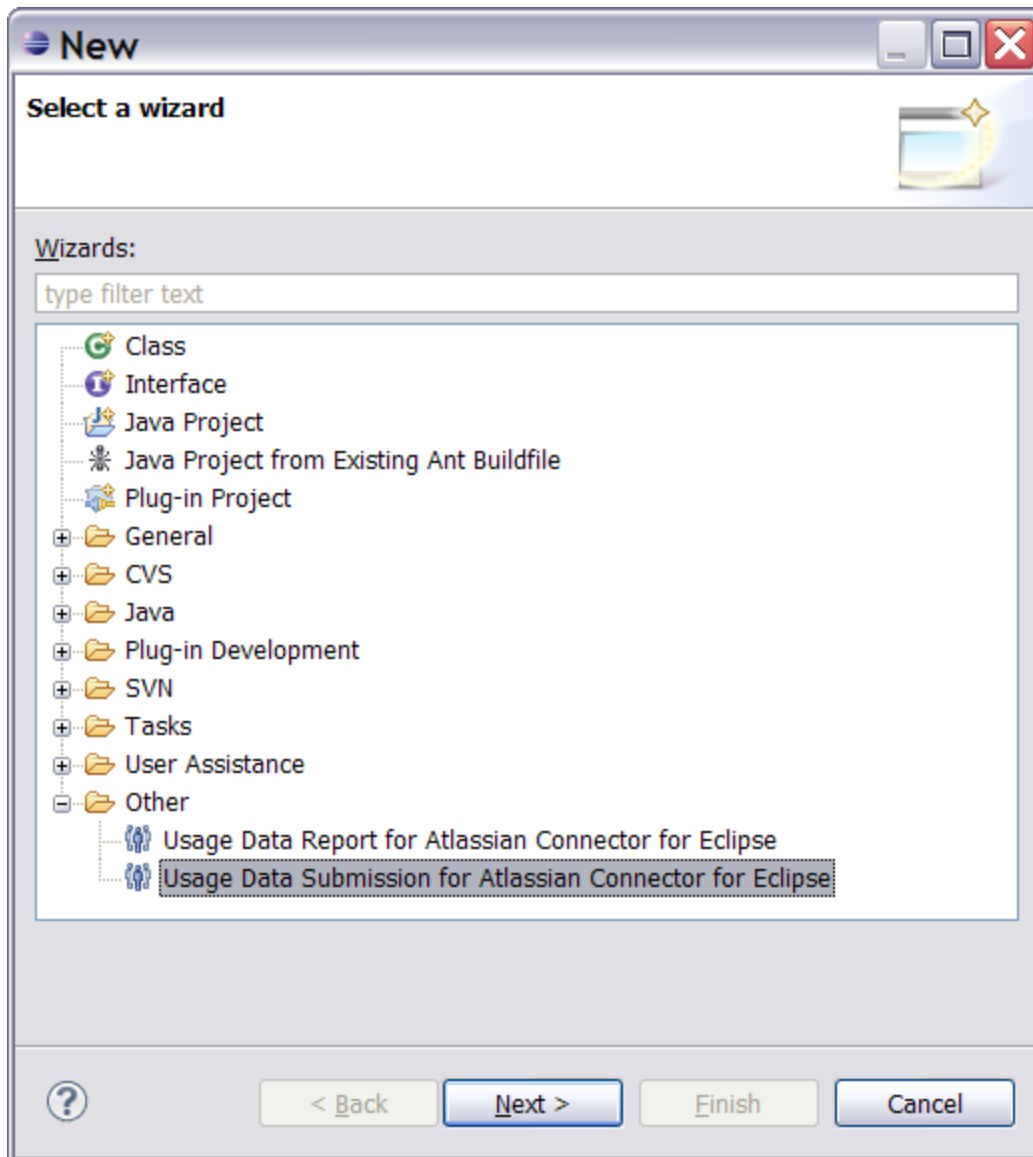 New
Select a wizard
Wizards:
type filter text
Class
Interface
Java Project
Java Project from Existing Ant Buildfile
Plug-in Project
General
CVS
Java
Plug-in Development
SVN
Tasks
User Assistance
Other
Usage Data Report for Atlassian Connector for Eclipse
Usage Data Submission for Atlassian Connector for Eclipse
? < Back Next > Finish Cancel